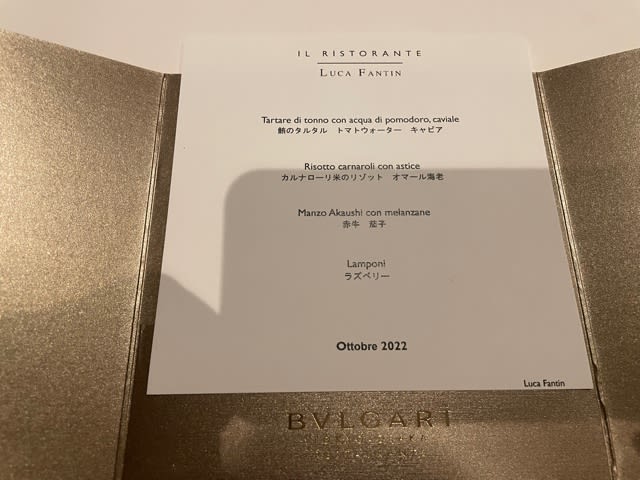 IL RISTORANTE
LUCA FANTIN
Tartare di tonno con acqua di pomodoro, caviale
鮪のタルタル トマトウォーター キャビア
Risotto carnaroli con astice
カルナローリ米のリゾット オマール海老
Manzo Akaushi con melanzane
赤牛 茄子
Lamponi
ラズベリー
Ottobre 2022
Luca Fantin
BVLGARI